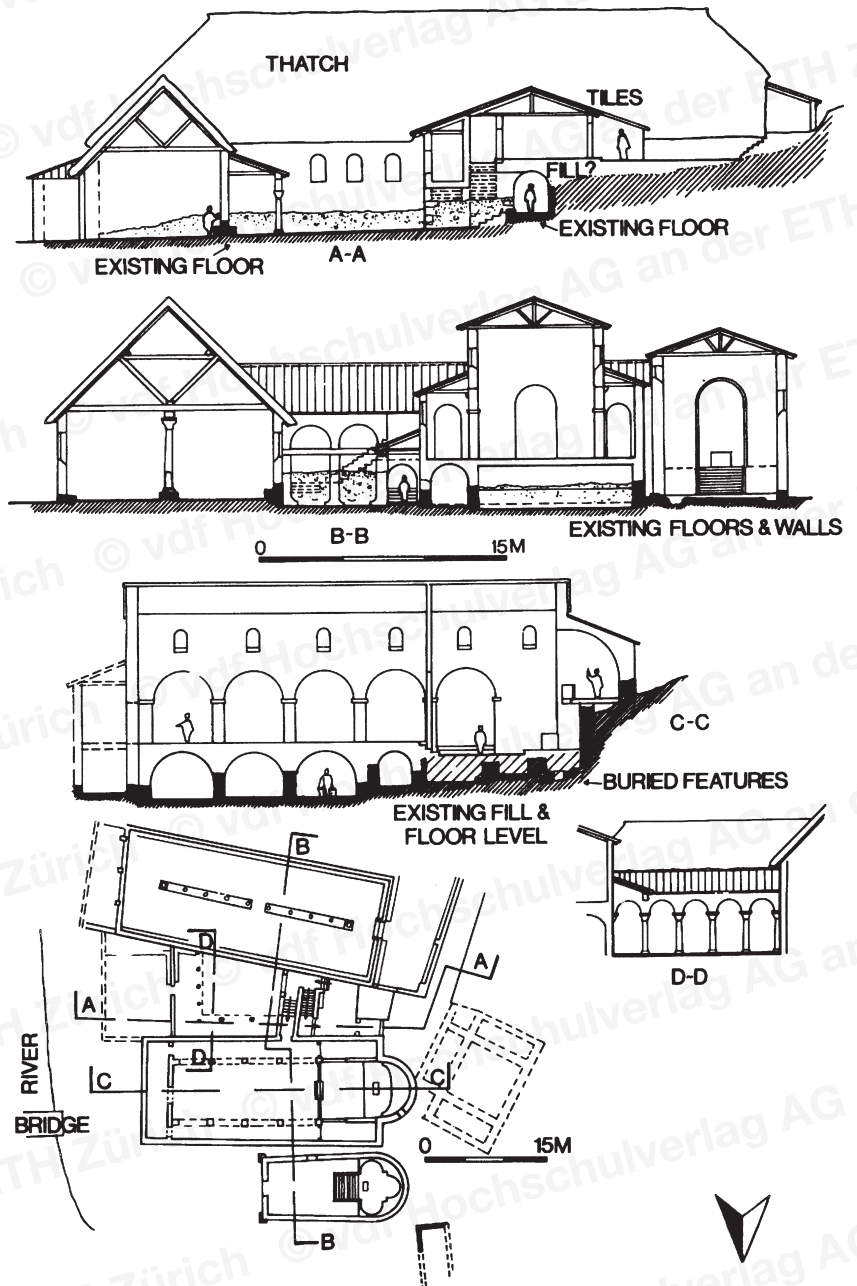 THATCH
TILES
FILL?
EXISTING FLOOR
EXISTING FLOOR
A-A
B-B
EXISTING FLOORS & WALLS
0 15M
C-C
BURIED FEATURES
EXISTING FILL &
FLOOR LEVEL
D-D
B
D
A
A
D
C
C
RIVER
BRIDGE
0 15M
B
© vdf Hochschulverlag AG an der ETH Zürich